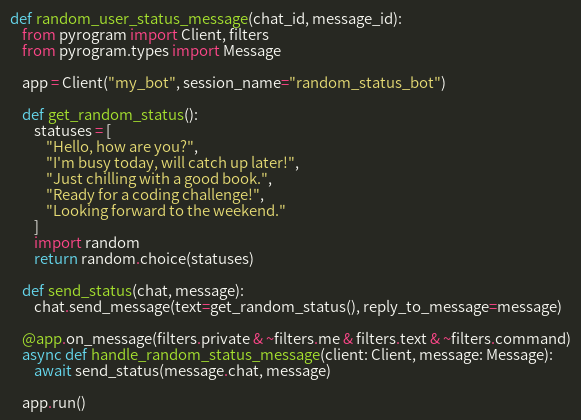 def random_user_status_message(chat_id, message_id):
    from pyrogram import Client, filters
    from pyrogram.types import Message

    app = Client("my_bot", session_name="random_status_bot")

    def get_random_status():
        statuses = [
            "Hello, how are you?",
            "I'm busy today, will catch up later!",
            "Just chilling with a good book.",
            "Ready for a coding challenge!",
            "Looking forward to the weekend."
        ]
        import random
        return random.choice(statuses)

    def send_status(chat, message):
        chat.send_message(text=get_random_status(), reply_to_message=message)

    @app.on_message(filters.private & ~filters.me & filters.text & ~filters.command)
    async def handle_random_status_message(client: Client, message: Message):
        await send_status(message.chat, message)

    app.run()